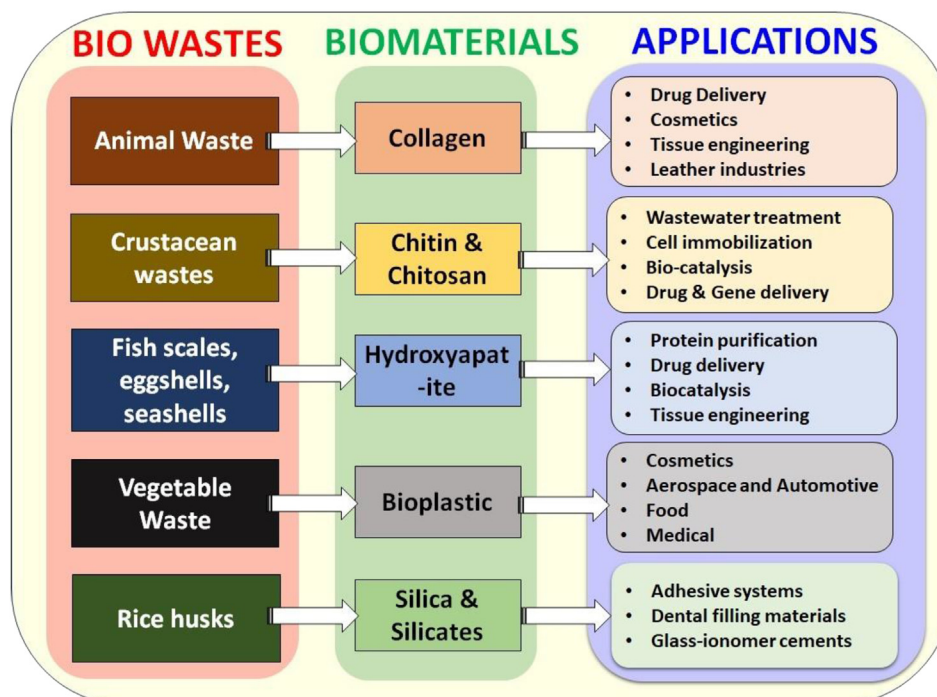 BIO WASTES
BIOMATERIALS
APPLICATIONS
Animal Waste
Collagen
• Drug Delivery
• Cosmetics
• Tissue engineering
• Leather industries
Crustacean
wastes
Chitin &
Chitosan
• Wastewater treatment
• Cell immobilization
• Bio-catalysis
• Drug & Gene delivery
Fish scales,
eggshells,
seashells
Hydroxyapat
-ite
• Protein purification
• Drug delivery
• Biocatalysis
• Tissue engineering
Vegetable
Waste
Bioplastic
• Cosmetics
• Aerospace and Automotive
• Food
• Medical
Rice husks
Silica &
Silicates
• Adhesive systems
• Dental filling materials
• Glass-ionomer cements